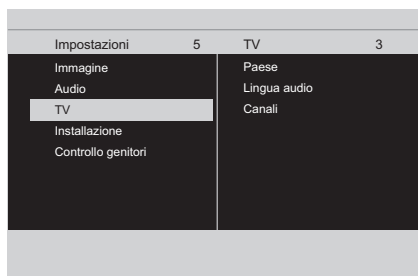 Impostazioni 5 TV 3
Immagine Paese
Audio Lingua audio
TV Canali
Installazione
Controllo genitori